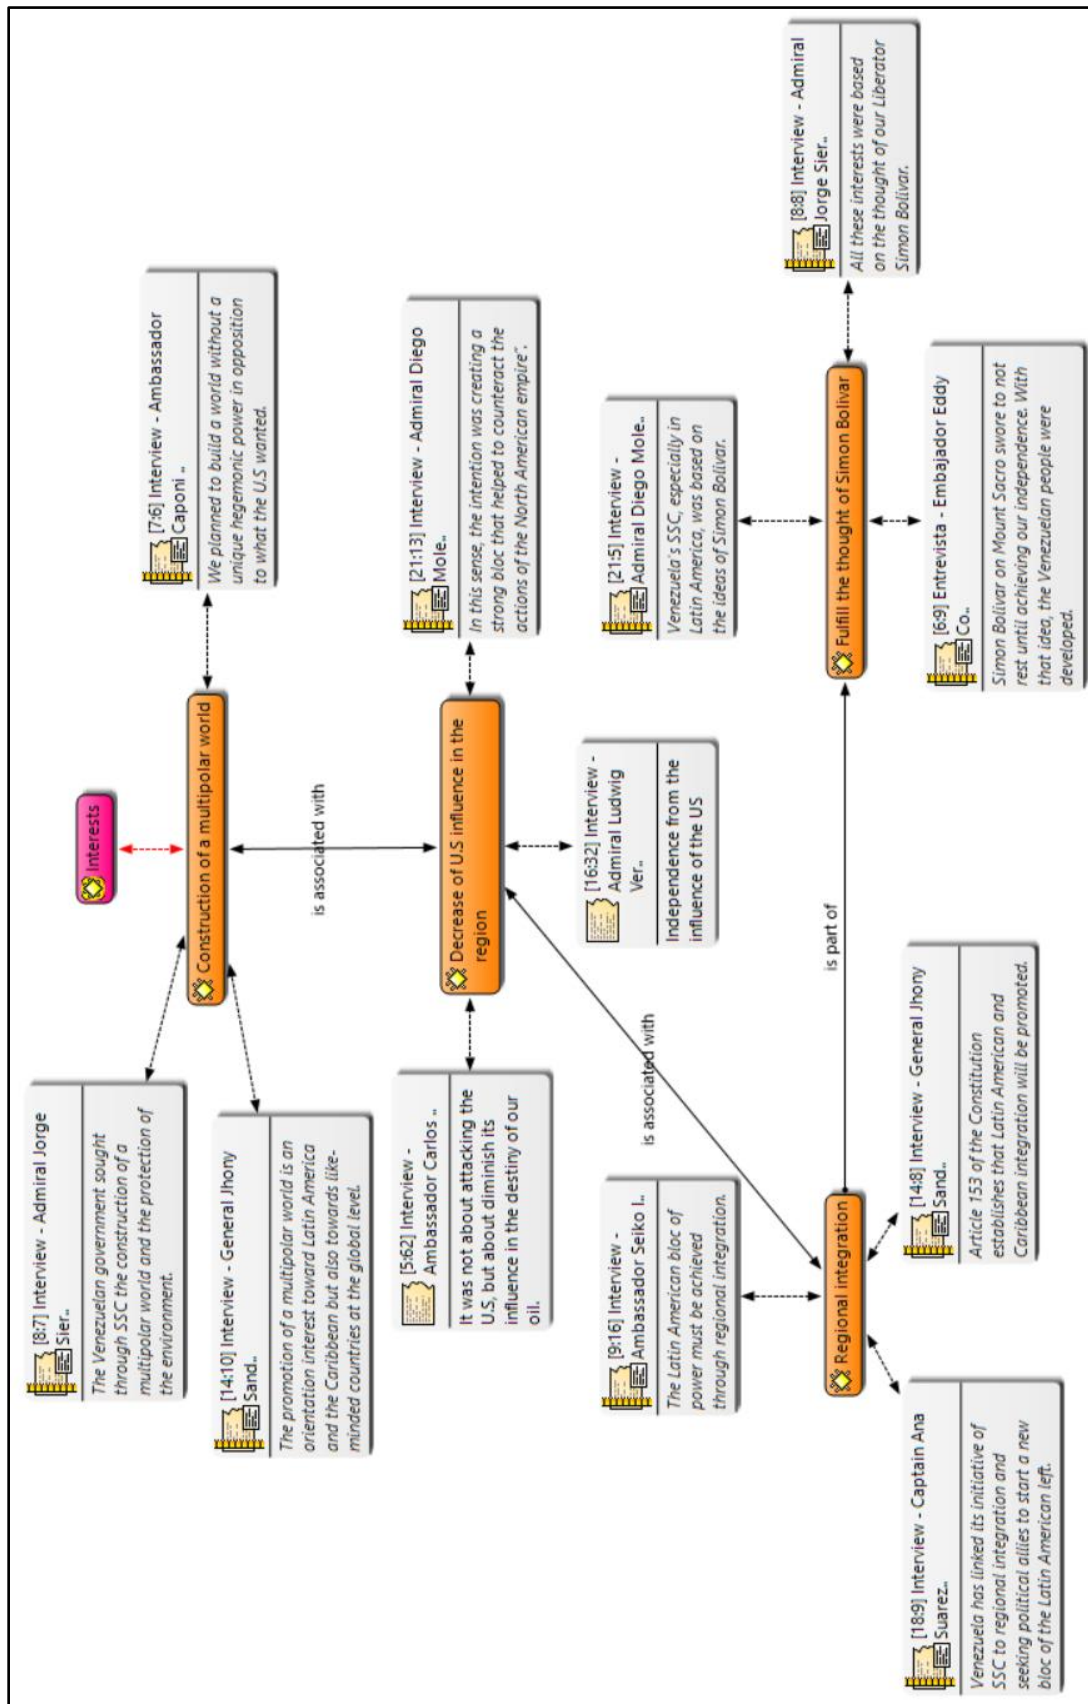 Interests
[8:7] Interview - Admiral Jorge
Sier..
The Venezuelan government sought
through SSC the construction of a
multipolar world and the protection of
the environment.
Construction of a multipolar world
[7:6] Interview - Ambassador
Caponi ..
We planned to build a world without a
unique hegemonic power in opposition
to what the U.S wanted.
[14:10] Interview - General Jhony
Sand..
The promotion of a multipolar world is an
orientation interest toward Latin America
and the Caribbean but also towards like-
minded countries at the global level.
is associated with
[5:62] Interview -
Ambassador Carlos ..
It was not about attacking the
U.S, but about diminish its
influence in the destiny of our
oil.
Decrease of U.S influence in the
region
[21:13] Interview - Admiral Diego
Mole..
In this sense, the intention was creating a
strong bloc that helped to counteract the
actions of the North American empire".
[16:32] Interview -
Admiral Ludwig
Ver..
Independence from the
influence of the US
[9:16] Interview -
Ambassador Seiko I..
The Latin American bloc of
power must be achieved
through regional integration.
is associated with
[21:5] Interview -
Admiral Diego Mole..
Venezuela's SSC, especially in
Latin America, was based on
the ideas of Simon Bolivar.
[8:8] Interview - Admiral
Jorge Sier..
All these interests were based
on the thought of our Liberator
Simon Bolivar.
Regional integration
is part of
Fulfill the thought of Simon Bolivar
[18:9] Interview - Captain Ana
Suarez..
Venezuela has linked its initiative of
SSC to regional integration and
seeking political allies to start a new
bloc of the Latin American left.
[14:8] Interview - General Jhony
Sand..
Article 153 of the Constitution
establishes that Latin American and
Caribbean integration will be promoted.
[6:9] Entrevista - Embajador Eddy
Co..
Simon Bolivar on Mount Sacro swore to not
rest until achieving our independence. With
that idea, the Venezuelan people were
developed.